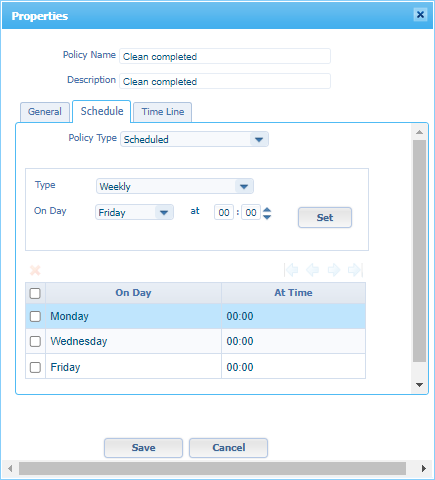 Properties
Policy Name Clean completed
Description Clean completed
General Schedule Time Line
Policy Type Scheduled
Type Weekly
On Day Friday at 00 : 00 Set
On Day At Time
Monday 00:00
Wednesday 00:00
Friday 00:00
Save Cancel